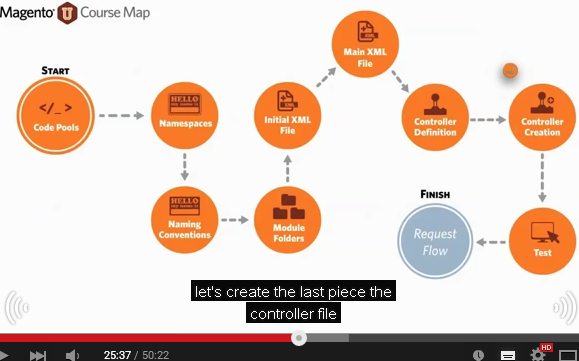 Magento U Course Map
START
</_>
Code Pools
HELLO
Namespaces
HELLO
Naming
Conventions
Module
Folders
XML
Initial XML
File
XML
Main XML
File
Controller
Definition
Controller
Creation
Test
FINISH
Request
Flow
let's create the last piece the
controller file
25:37 / 50:22
HD